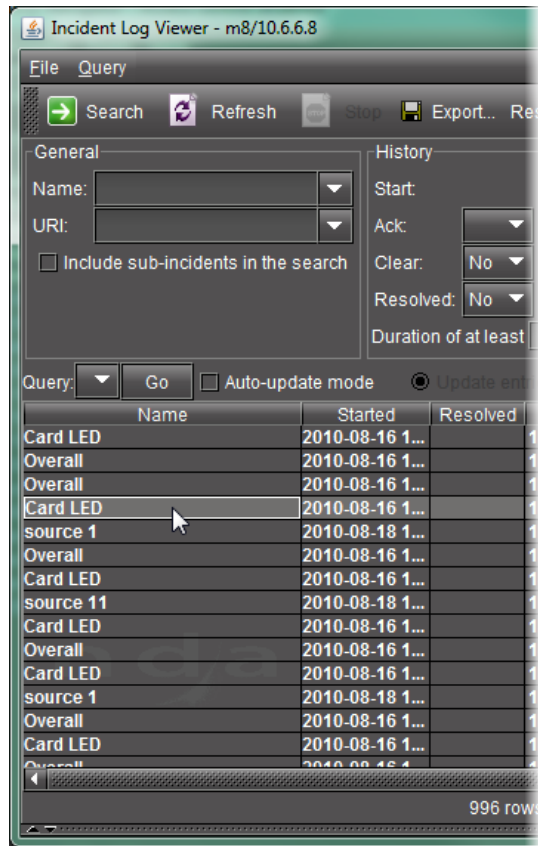 Incident Log Viewer - m8/10.6.6.8
File Query
Search Refresh Stop Export...
General
Name:
URI:
Include sub-incidents in the search
History
Start:
Ack:
Clear: No
Resolved: No
Duration of at least
Query: Go Auto-update mode Update
Name Started Resolved
Card LED 2010-08-16 1...
Overall 2010-08-16 1...
Overall 2010-08-16 1...
Card LED 2010-08-16 1...
source 1 2010-08-18 1...
Overall 2010-08-16 1...
Card LED 2010-08-16 1...
source 11 2010-08-18 1...
Card LED 2010-08-16 1...
Overall 2010-08-16 1...
Card LED 2010-08-16 1...
source 1 2010-08-18 1...
Overall 2010-08-16 1...
Card LED 2010-08-16 1...
Overall
996 rows